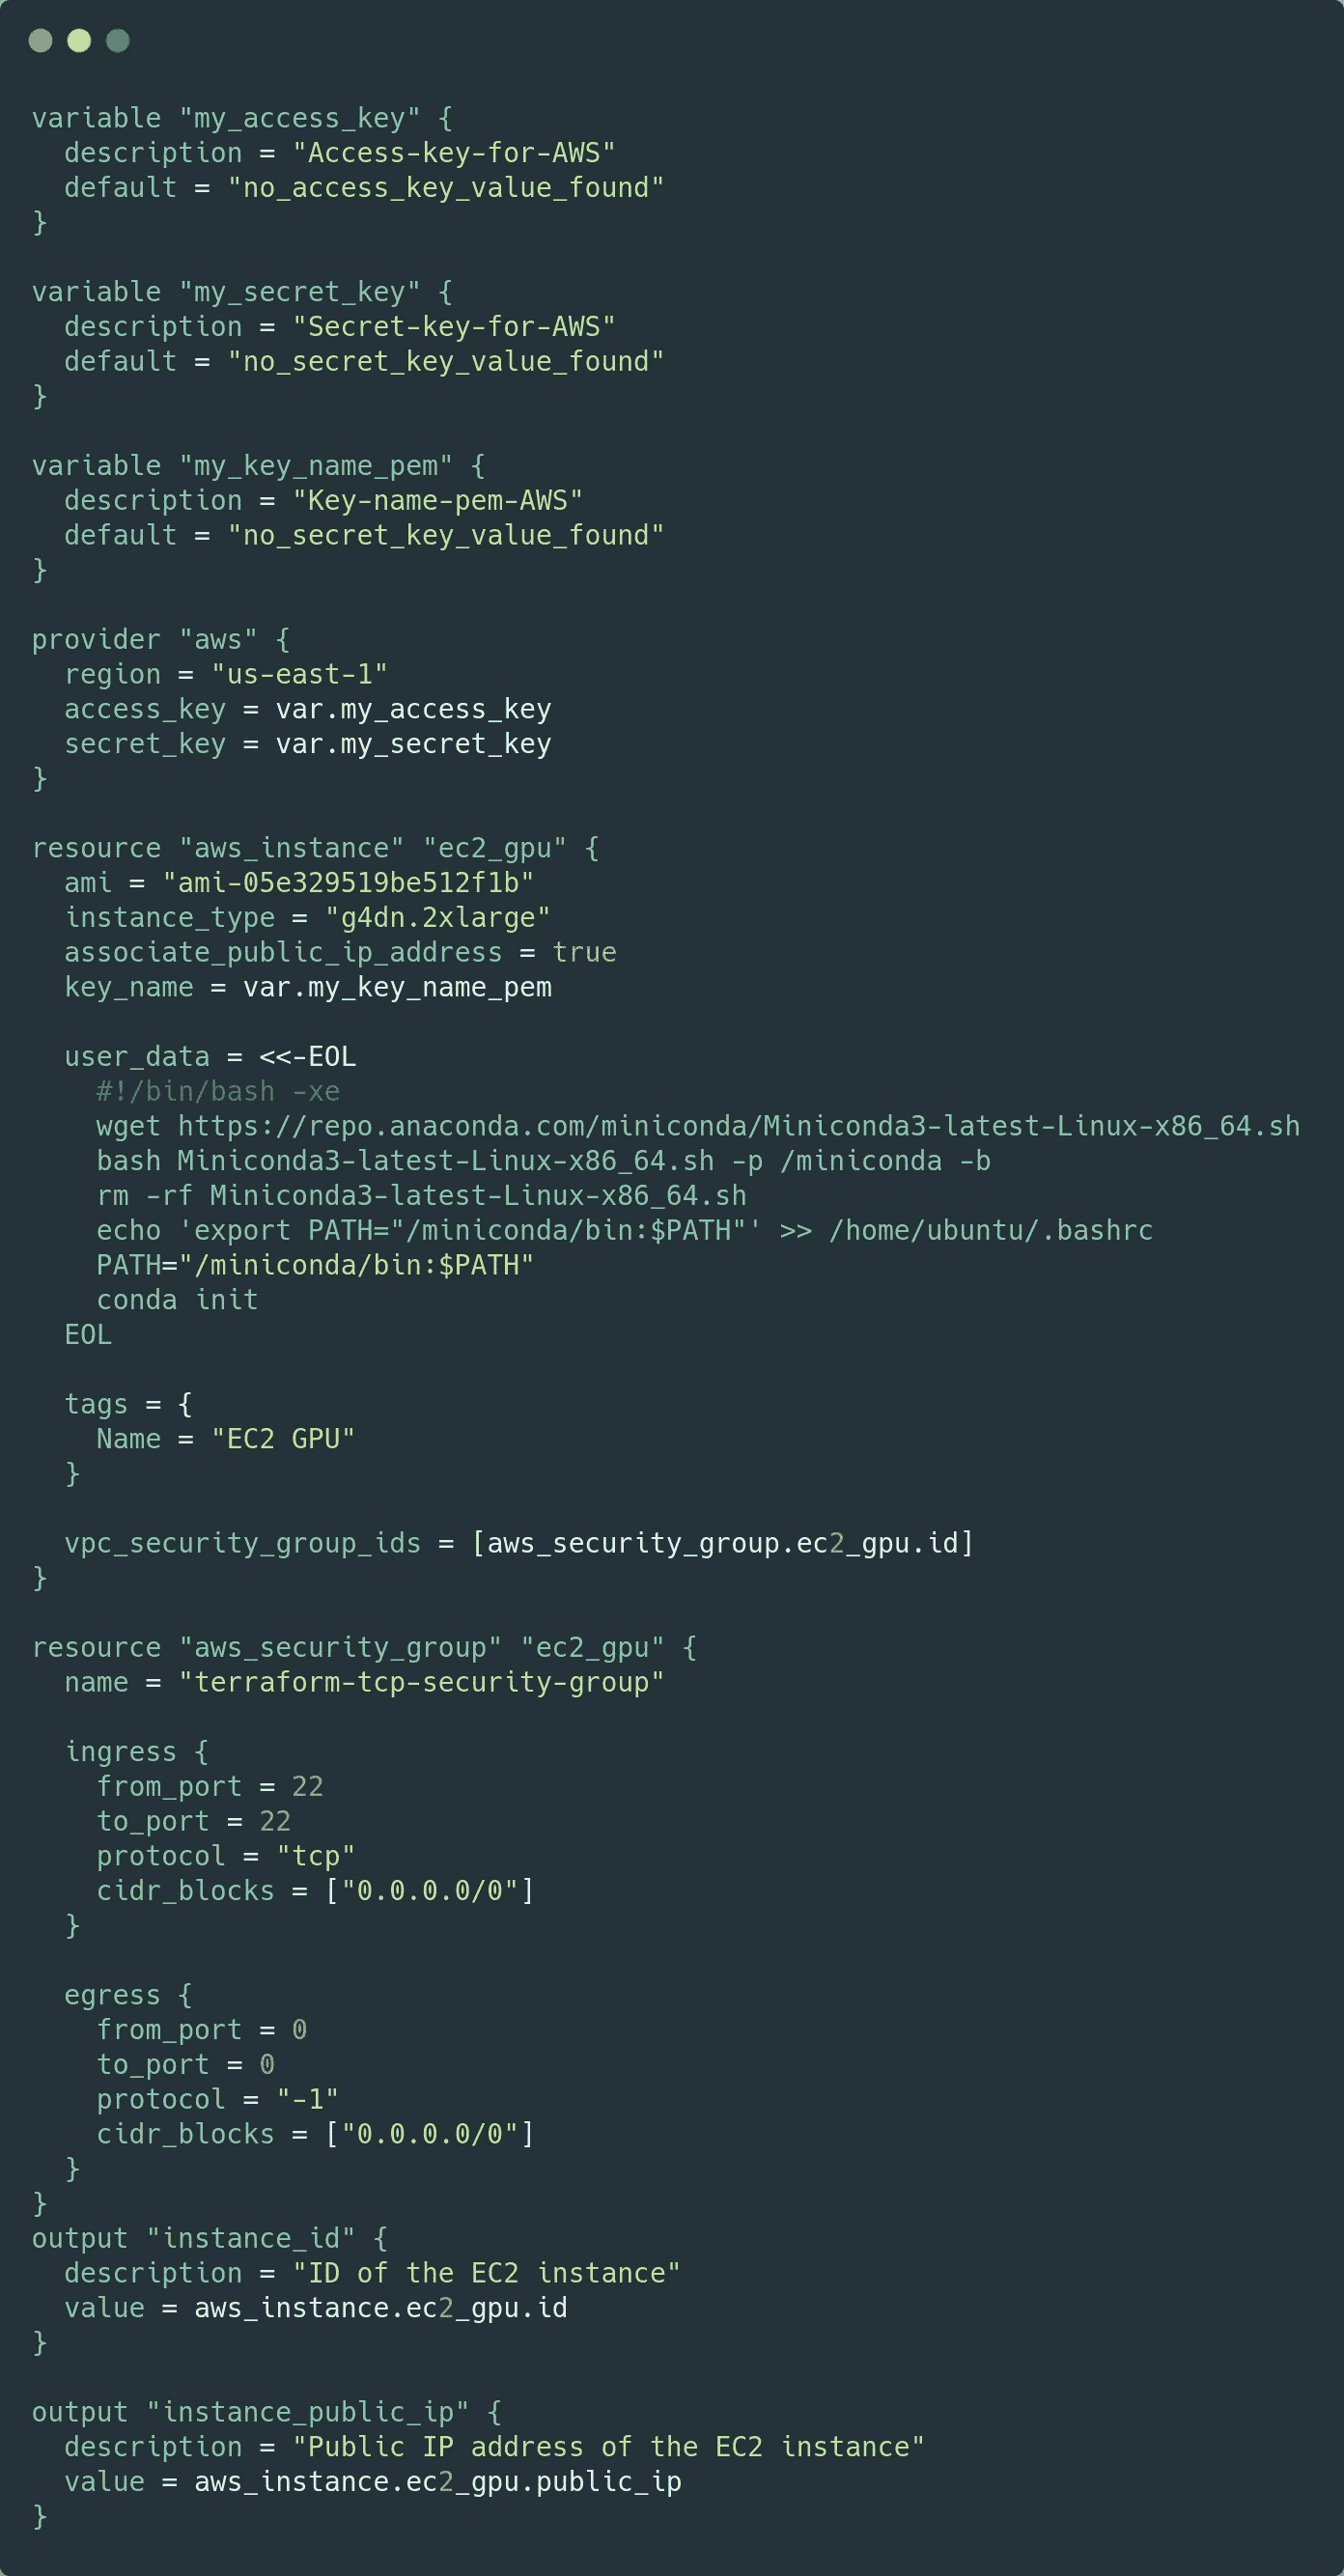 variable "my_access_key" {
  description = "Access-key-for-AWS"
  default = "no_access_key_value_found"
}

variable "my_secret_key" {
  description = "Secret-key-for-AWS"
  default = "no_secret_key_value_found"
}

variable "my_key_name_pem" {
  description = "Key-name-pem-AWS"
  default = "no_secret_key_value_found"
}

provider "aws" {
  region = "us-east-1"
  access_key = var.my_access_key
  secret_key = var.my_secret_key
}

resource "aws_instance" "ec2_gpu" {
  ami = "ami-05e329519be512f1b"
  instance_type = "g4dn.2xlarge"
  associate_public_ip_address = true
  key_name = var.my_key_name_pem

  user_data = <<-EOL
    #!/bin/bash -xe
    wget https://repo.anaconda.com/miniconda/Miniconda3-latest-Linux-x86_64.sh
    bash Miniconda3-latest-Linux-x86_64.sh -p /miniconda -b
    rm -rf Miniconda3-latest-Linux-x86_64.sh
    echo 'export PATH="/miniconda/bin:$PATH"' >> /home/ubuntu/.bashrc
    PATH="/miniconda/bin:$PATH"
    conda init
  EOL

  tags = {
    Name = "EC2 GPU"
  }

  vpc_security_group_ids = [aws_security_group.ec2_gpu.id]
}

resource "aws_security_group" "ec2_gpu" {
  name = "terraform-tcp-security-group"

  ingress {
    from_port = 22
    to_port = 22
    protocol = "tcp"
    cidr_blocks = ["0.0.0.0/0"]
  }

  egress {
    from_port = 0
    to_port = 0
    protocol = "-1"
    cidr_blocks = ["0.0.0.0/0"]
  }
}
output "instance_id" {
  description = "ID of the EC2 instance"
  value = aws_instance.ec2_gpu.id
}

output "instance_public_ip" {
  description = "Public IP address of the EC2 instance"
  value = aws_instance.ec2_gpu.public_ip
}